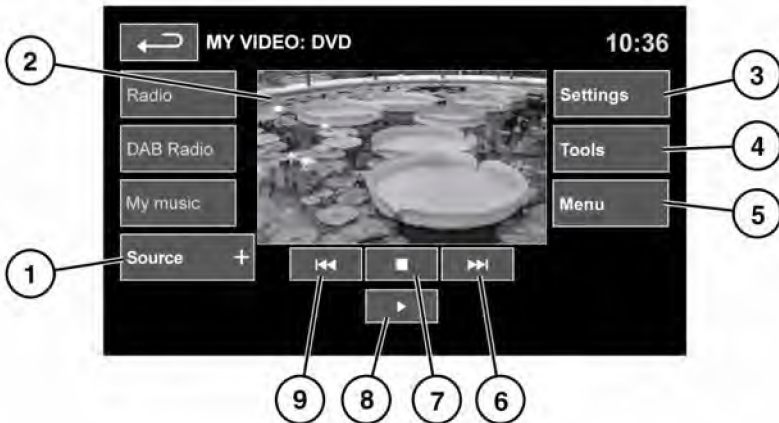 MY VIDEO: DVD
10:36
2
Radio
Settings
3
DAB Radio
Tools
4
My music
Menu
5
1
Source +
9
8
7
6